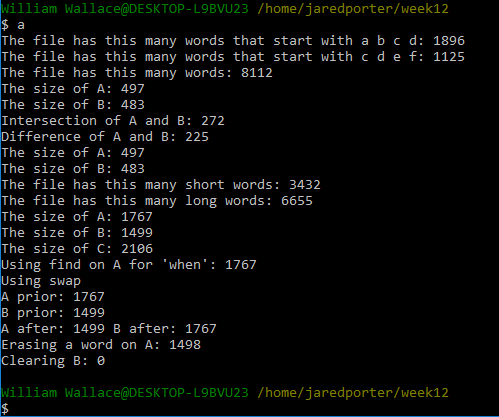 William Wallace@DESKTOP-L9BVU23 /home/jaredporter/week12
$ a
The file has this many words that start with a b c d: 1896
The file has this many words that start with c d e f: 1125
The file has this many words: 8112
The size of A: 497
The size of B: 483
Intersection of A and B: 272
Difference of A and B: 225
The size of A: 497
The size of B: 483
The file has this many short words: 3432
The file has this many long words: 6655
The size of A: 1767
The size of B: 1499
The size of C: 2106
Using find on A for 'when': 1767
Using swap
A prior: 1767
B prior: 1499
A after: 1499 B after: 1767
Erasing a word on A: 1498
Clearing B: 0
William Wallace@DESKTOP-L9BVU23 /home/jaredporter/week12
$